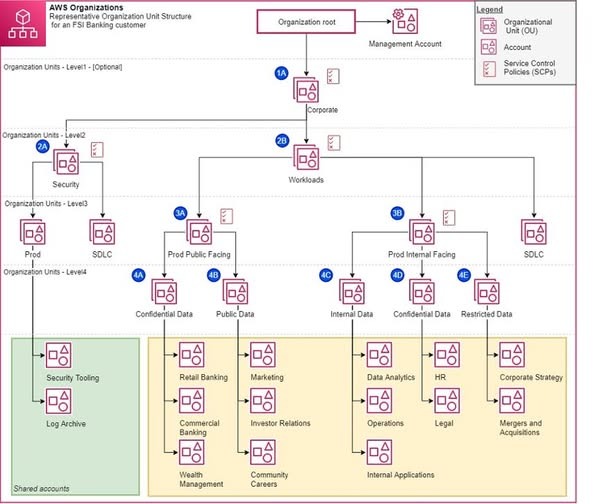 AWS Organizations
Representative Organization Unit Structure
for an FSI Banking customer
Organization root
Management Account
Legend
Organizational
Unit (OU)
Account
Service Control
Policies (SCPs)
Organization Units - Level1 - [Optional]
1A
Corporate
Organization Units - Level2
2A
Security
2B
Workloads
Organization Units - Level3
Prod
SDLC
3A
Prod Public Facing
3B
Prod Internal Facing
SDLC
Organization Units - Level4
4A
Confidential Data
4B
Public Data
4C
Internal Data
4D
Confidential Data
4E
Restricted Data
Security Tooling
Log Archive
Shared accounts
Retail Banking
Commercial
Banking
Wealth
Management
Marketing
Investor Relations
Community
Careers
Data Analytics
Operations
Internal Applications
HR
Legal
Corporate Strategy
Mergers and
Acquisitions